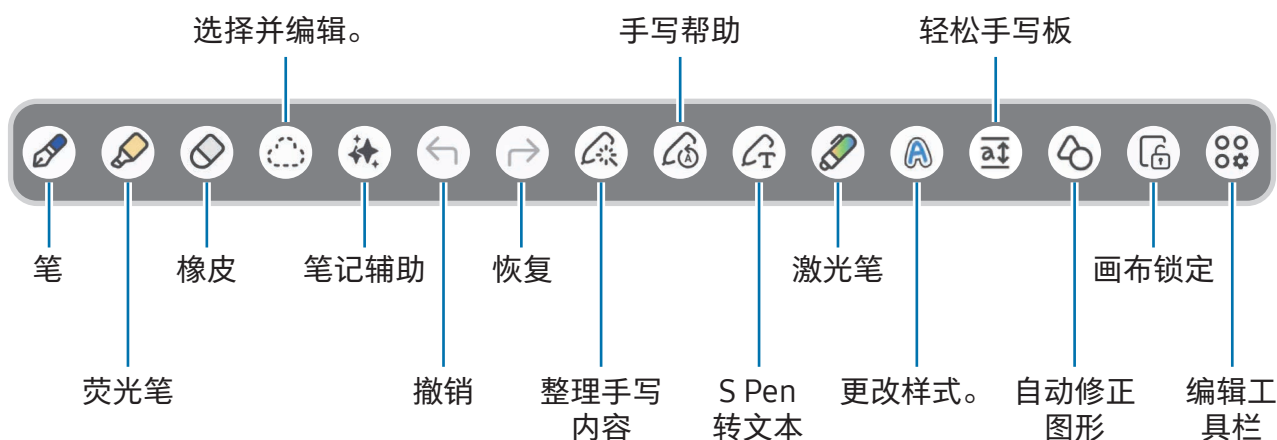 选择并编辑。
手写帮助
轻松手写板
笔
橡皮
笔记辅助
恢复
激光笔
画布锁定
荧光笔
撤销
整理手写
内容
S Pen
转文本
更改样式。
自动修正
图形
编辑工
具栏